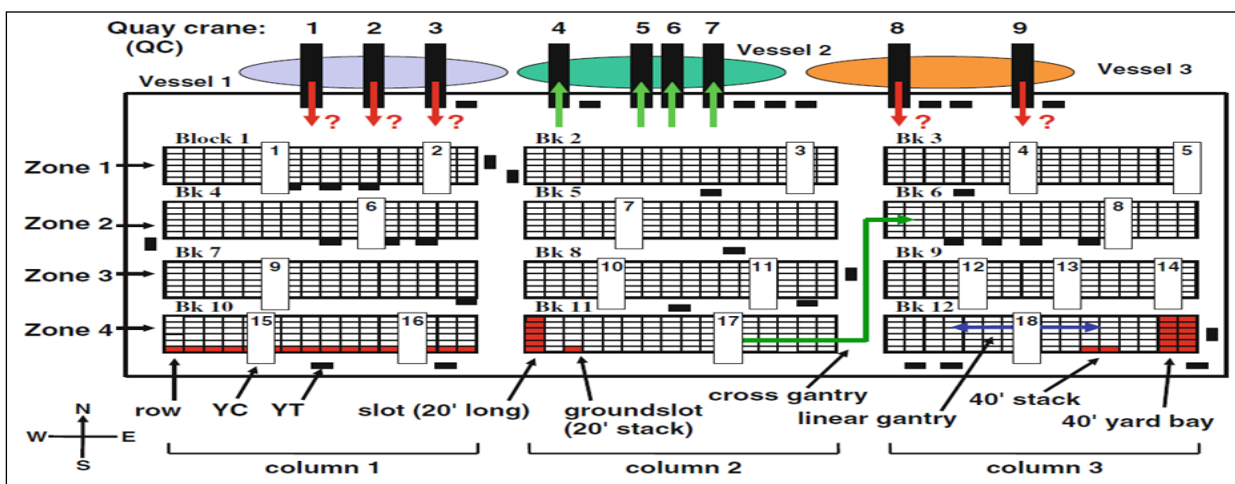 Quay crane: 1 2 3 4 5 6 7 8 9
(QC)
Vessel 1
Vessel 2
Vessel 3
? ? ? ? ?
Block 1 1 2
Bk 2 3
Bk 3 4 5
Zone 1
Bk 4 6
Bk 5 7
Bk 6 8
Zone 2
Bk 7 9
Bk 8 10 11
Bk 9 12 13 14
Zone 3
Bk 10 15 16
Bk 11 17
Bk 12 18
Zone 4
row
YC
YT
slot (20' long)
groundslot
(20' stack)
cross gantry
linear gantry
40' stack
40' yard bay
N
W E
S
column 1
column 2
column 3